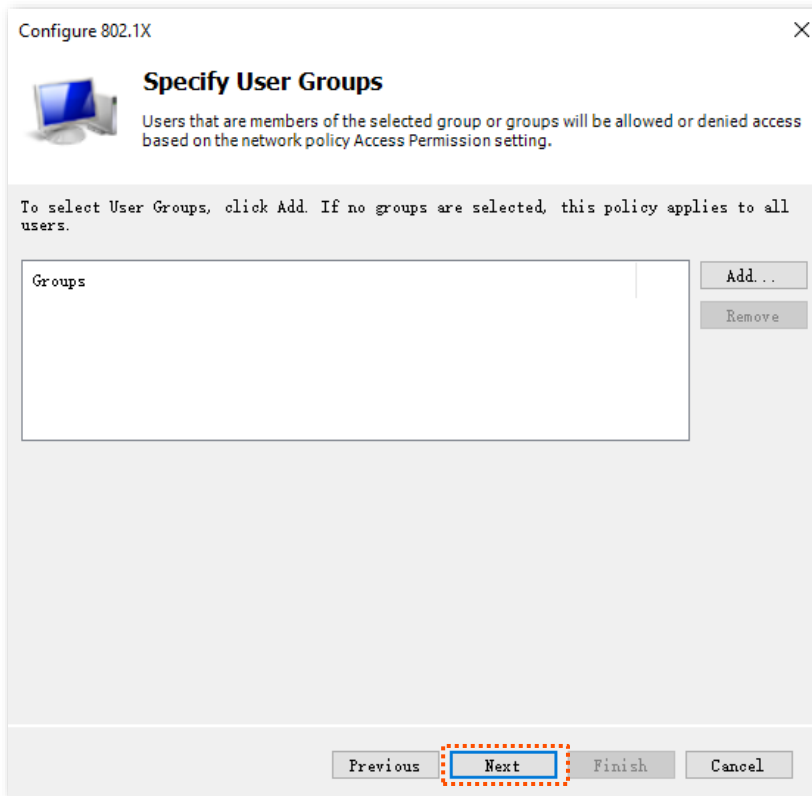 Configure 802.1X
Specify User Groups
Users that are members of the selected group or groups will be allowed or denied access
based on the network policy Access Permission setting.
To select User Groups, click Add. If no groups are selected, this policy applies to all
users.
Groups
Add...
Remove
Previous
Next
Finish
Cancel